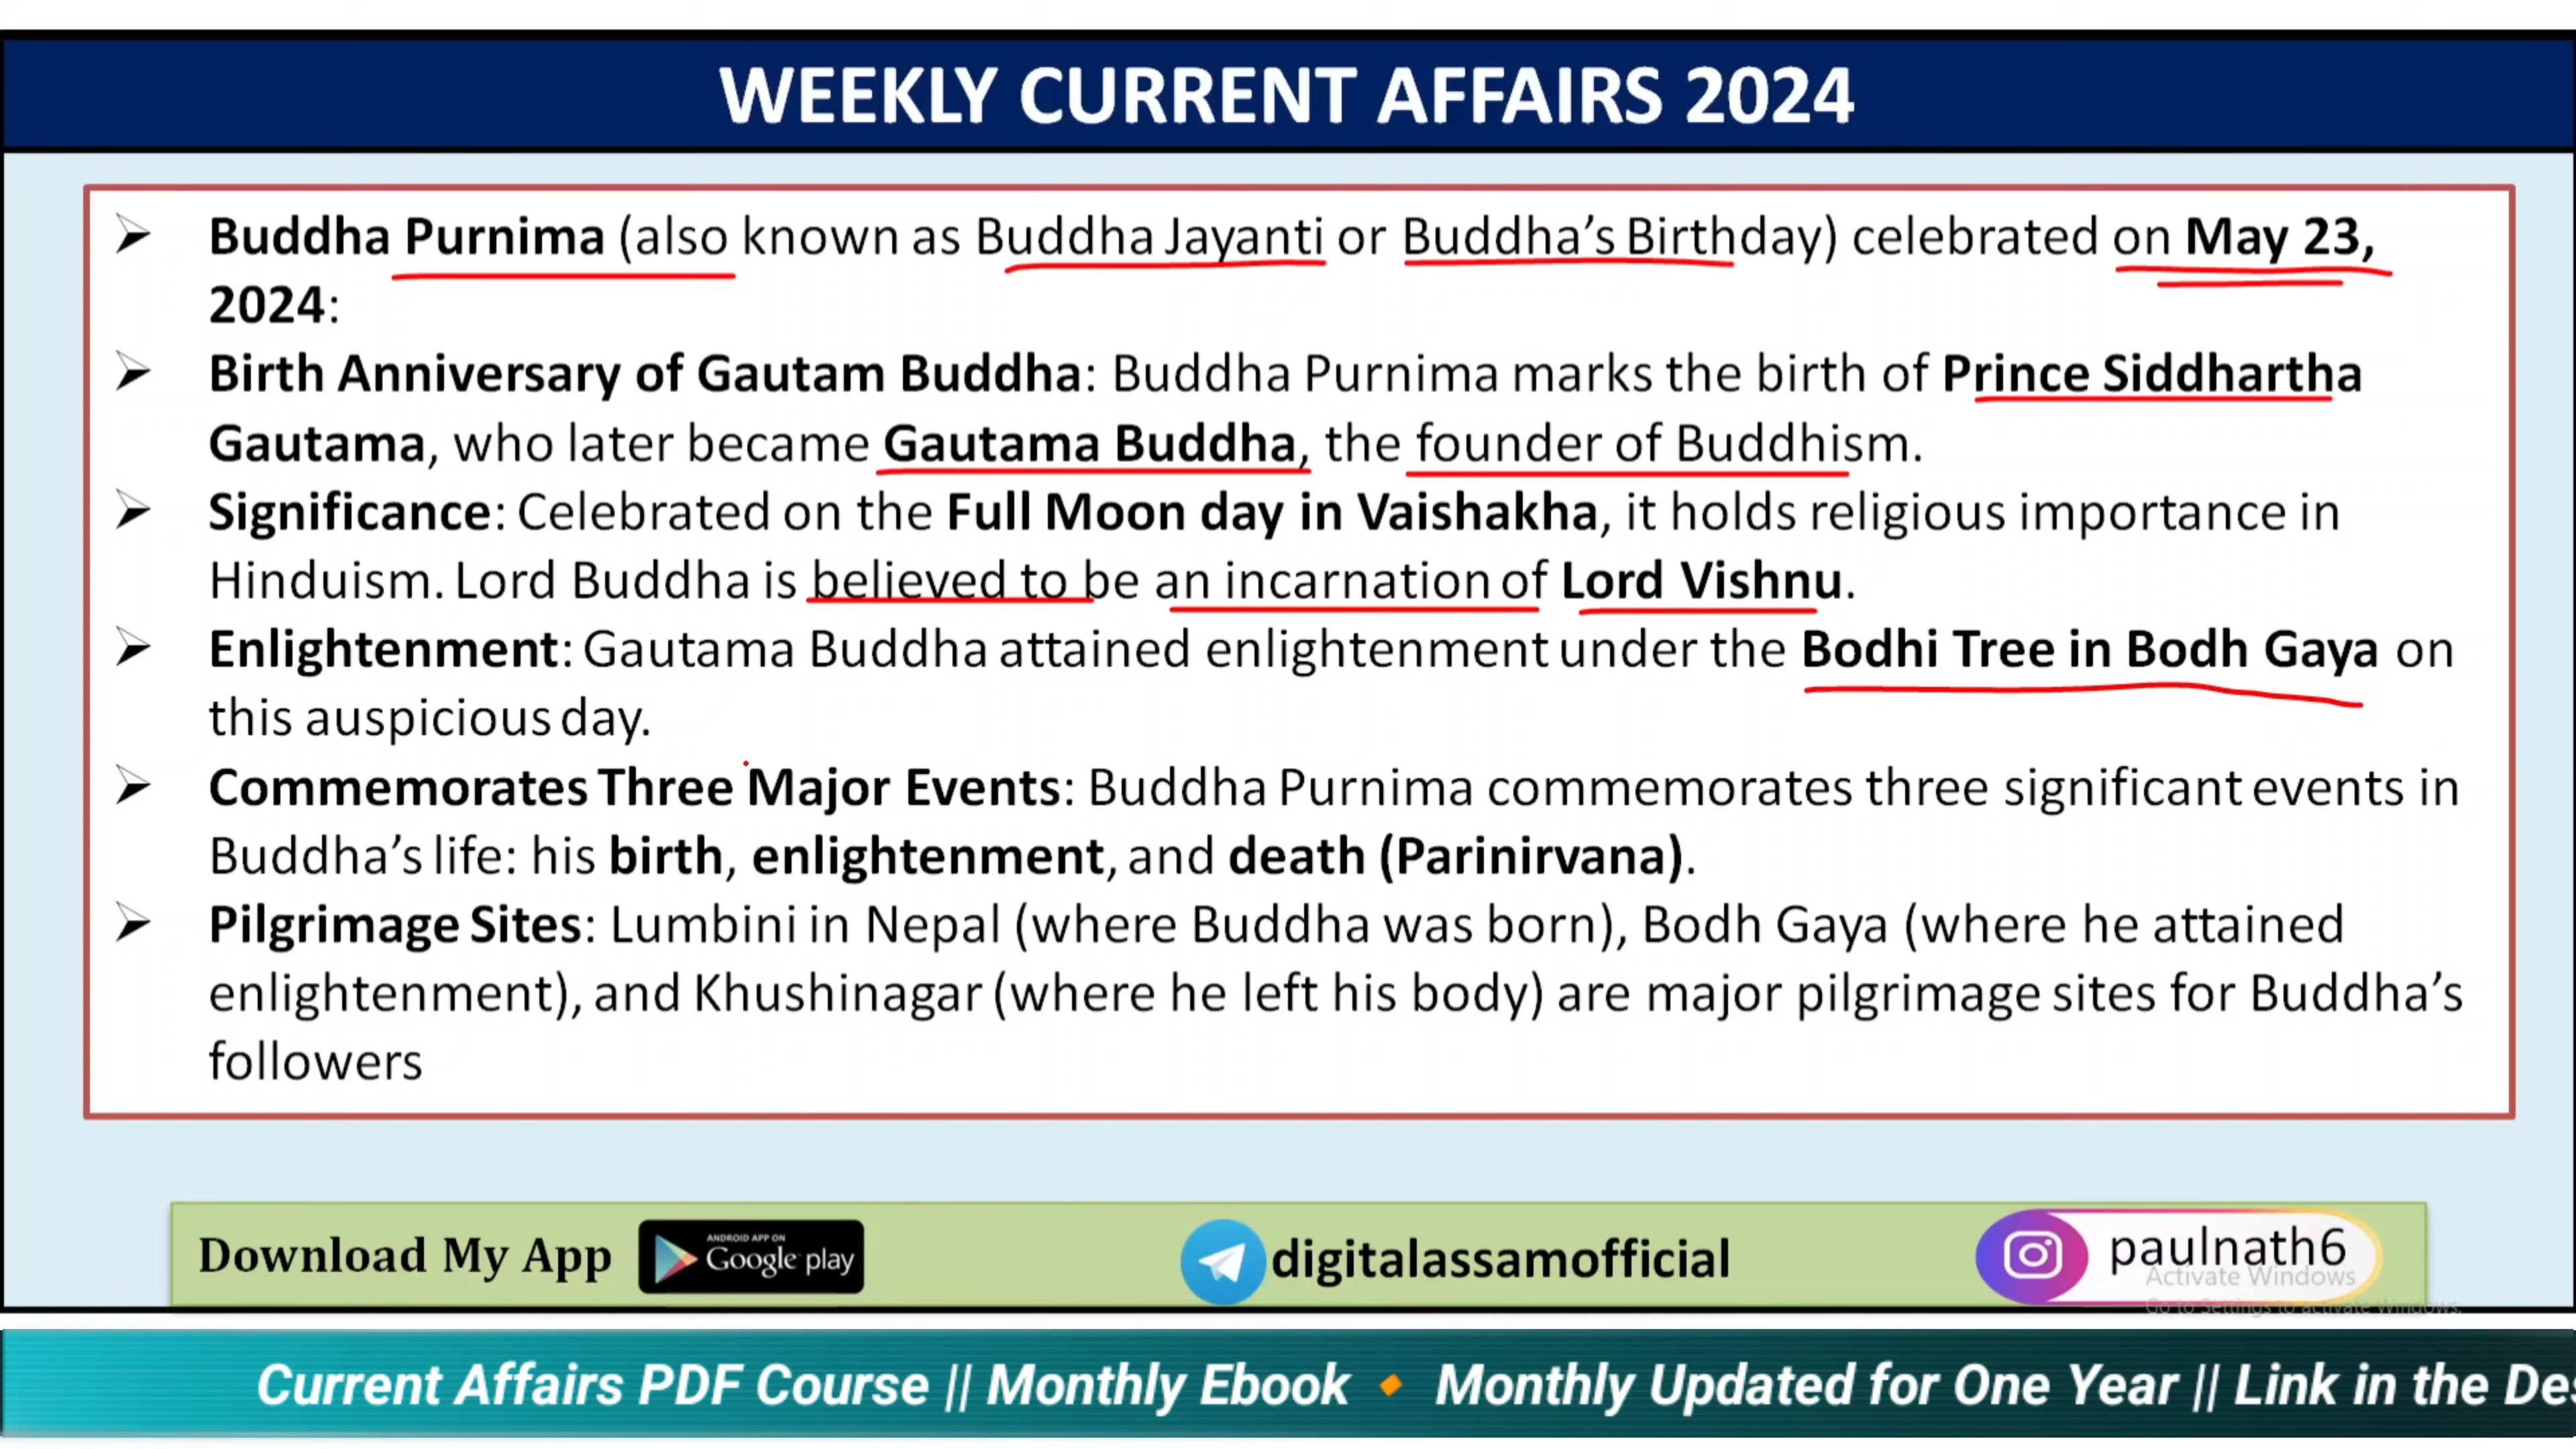 WEEKLY CURRENT AFFAIRS 2024
➢ Buddha Purnima (also known as Buddha Jayanti or Buddha’s Birthday) celebrated on May 23,
2024:
➢ Birth Anniversary of Gautam Buddha: Buddha Purnima marks the birth of Prince Siddhartha
Gautama, who later became Gautama Buddha, the founder of Buddhism.
➢ Significance: Celebrated on the Full Moon day in Vaishakha, it holds religious importance in
Hinduism. Lord Buddha is believed to be an incarnation of Lord Vishnu.
➢ Enlightenment: Gautama Buddha attained enlightenment under the Bodhi Tree in Bodh Gaya on
this auspicious day.
➢ Commemorates Three Major Events: Buddha Purnima commemorates three significant events in
Buddha’s life: his birth, enlightenment, and death (Parinirvana).
➢ Pilgrimage Sites: Lumbini in Nepal (where Buddha was born), Bodh Gaya (where he attained
enlightenment), and Khushinagar (where he left his body) are major pilgrimage sites for Buddha’s
followers
Download My App
ANDROID APP ON
Google play
digitalassamofficial
paulnath6
Activate Windows
Go to Settings to activate Windows.
Current Affairs PDF Course || Monthly Ebook 🔸 Monthly Updated for One Year || Link in the Des